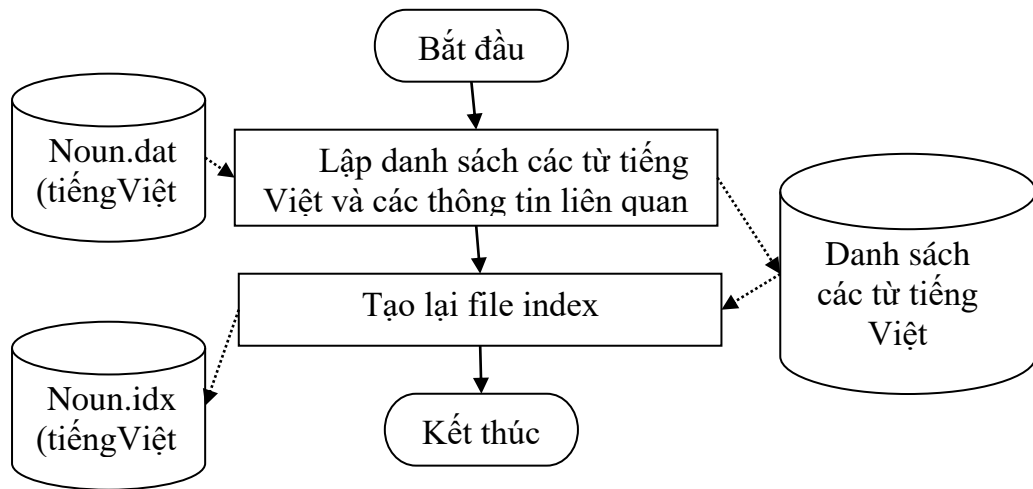 Bắt đầu
Noun.dat
(tiếngViệt
Lập danh sách các từ tiếng
Việt và các thông tin liên quan
Danh sách
các từ tiếng
Việt
Tạo lại file index
Noun.idx
(tiếngViệt
Kết thúc